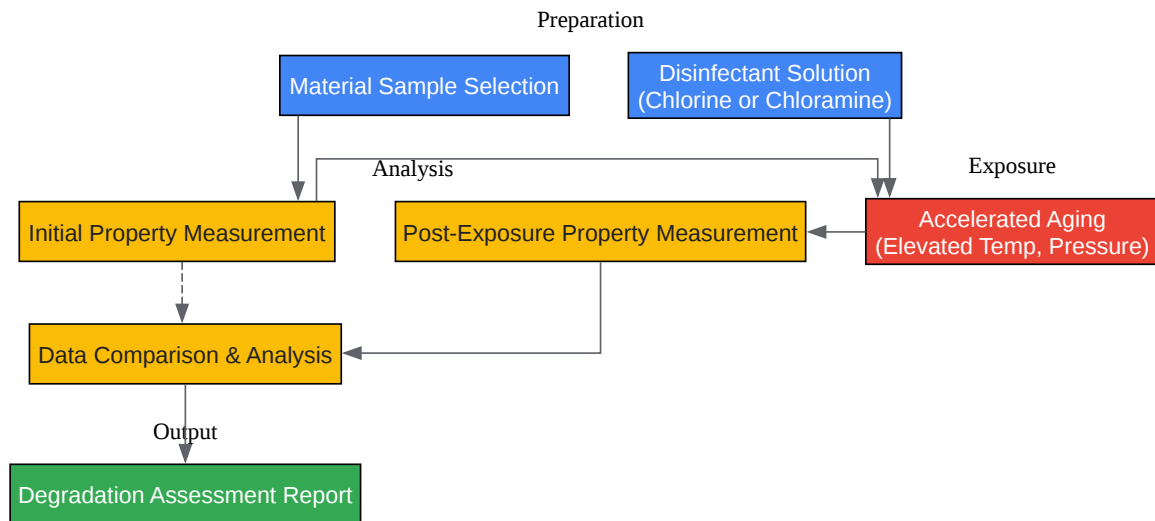 Preparation
Material Sample Selection
Disinfectant Solution
(Chlorine or Chloramine)
Analysis
Exposure
Initial Property Measurement
Post-Exposure Property Measurement
Accelerated Aging
(Elevated Temp, Pressure)
Data Comparison & Analysis
Output
Degradation Assessment Report